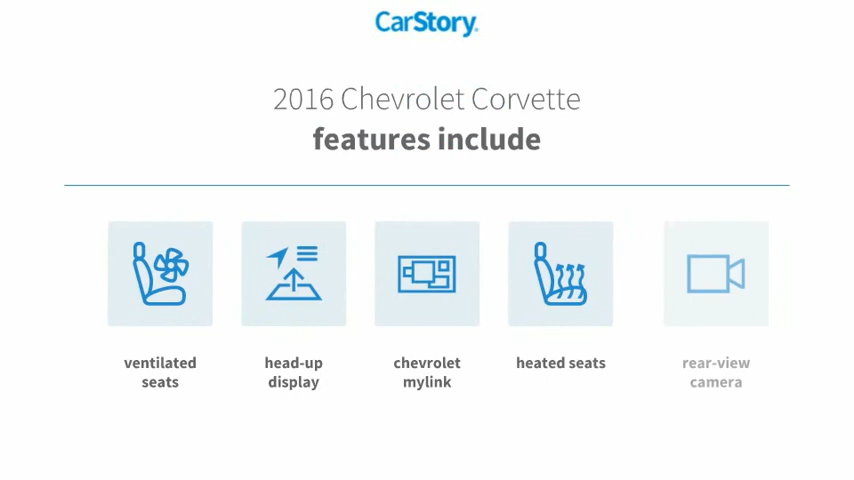 CarStory.
2016 Chevrolet Corvette
features include
ventilated
seats
head-up
display
chevrolet
mylink
heated seats
rear-view
camera